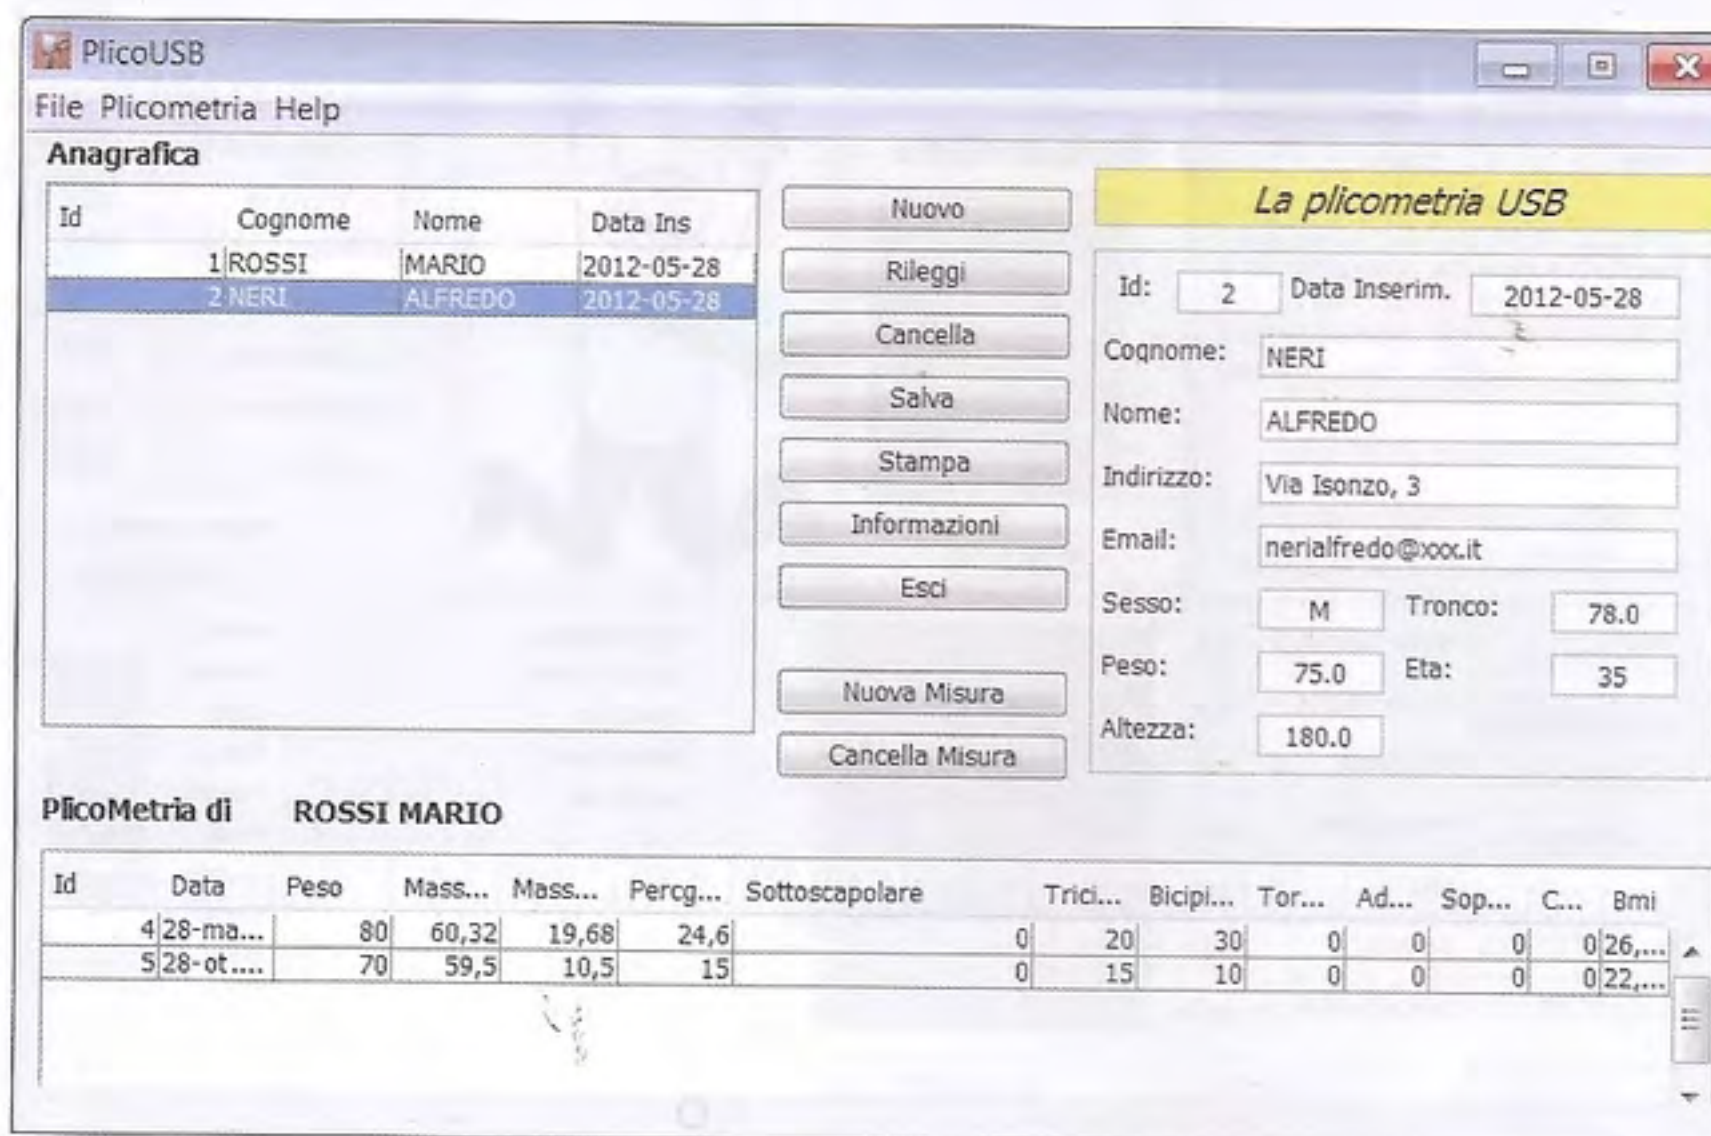 PlicoUSB
File Plicometria Help
Anagrafica
Id Cognome Nome Data Ins
1 ROSSI MARIO 2012-05-28
2 NERI ALFREDO 2012-05-28
Nuovo
Rileggi
Cancella
Salva
Stampa
Informazioni
Esci
Nuova Misura
Cancella Misura
La plicometria USB
Id: 2 Data Inserim. 2012-05-28
Cognome: NERI
Nome: ALFREDO
Indirizzo: Via Isonzo, 3
Email: nerialfredo@xxx.it
Sesso: M Tronco: 78.0
Peso: 75.0 Eta: 35
Altezza: 180.0
PlicoMetria di ROSSI MARIO
Id Data Peso Mass... Mass... Percg... Sottoscapolare Trici... Bicipi... Tor... Ad... Sop... C... Bmi
4 28-ma... 80 60,32 19,68 24,6 0 20 30 0 0 0 0 26,...
5 28-ot.... 70 59,5 10,5 15 0 15 10 0 0 0 0 22,...